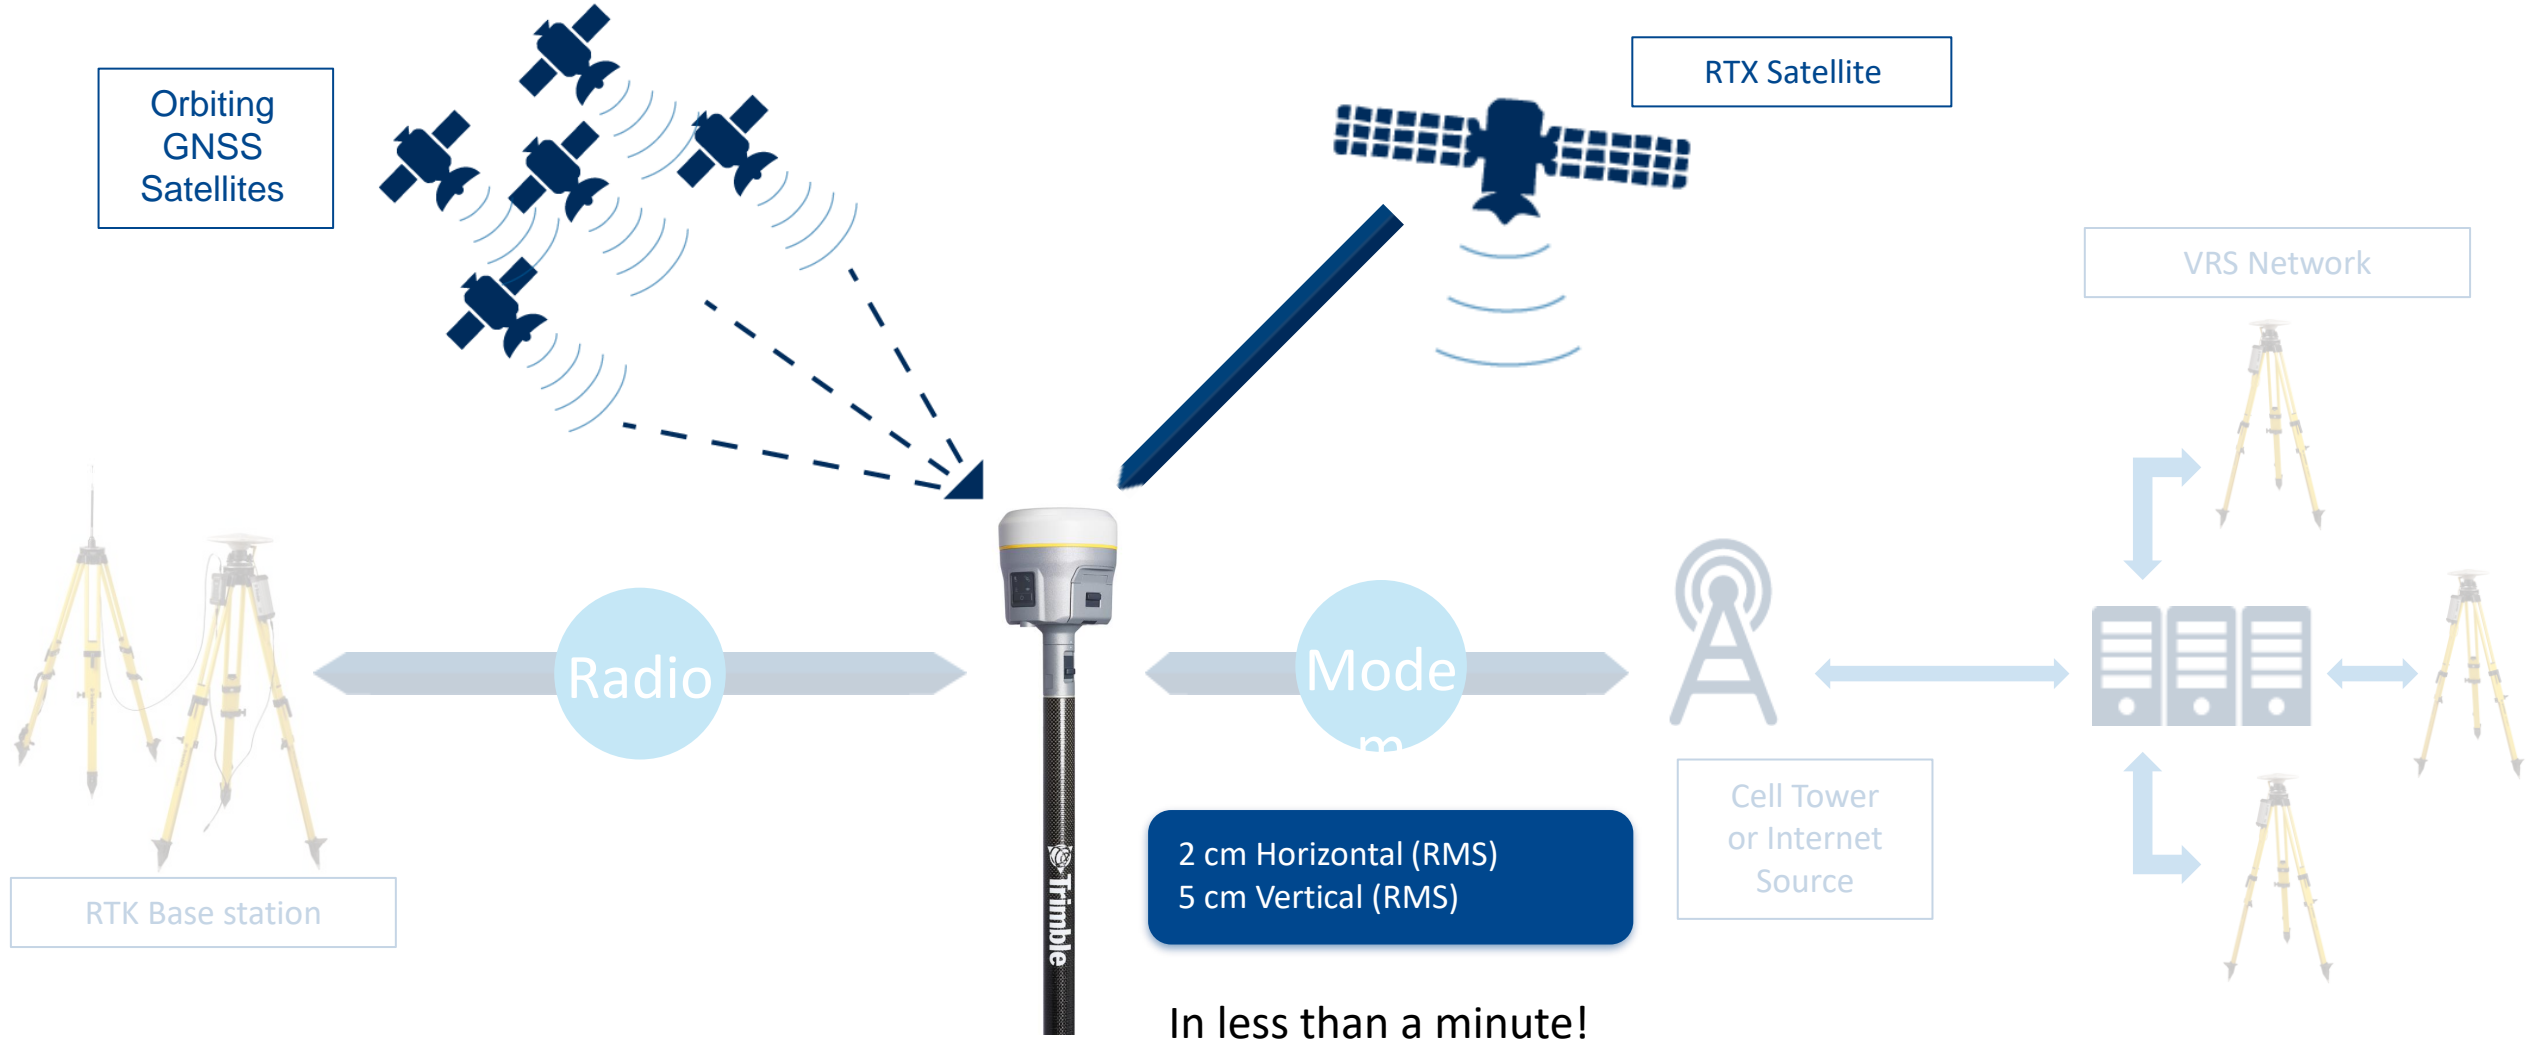 Orbiting
GNSS
Satellites
RTX Satellite
VRS Network
Radio
Mode
m
Cell Tower
or Internet
Source
RTK Base station
2 cm Horizontal (RMS)
5 cm Vertical (RMS)
Trimble
In less than a minute!